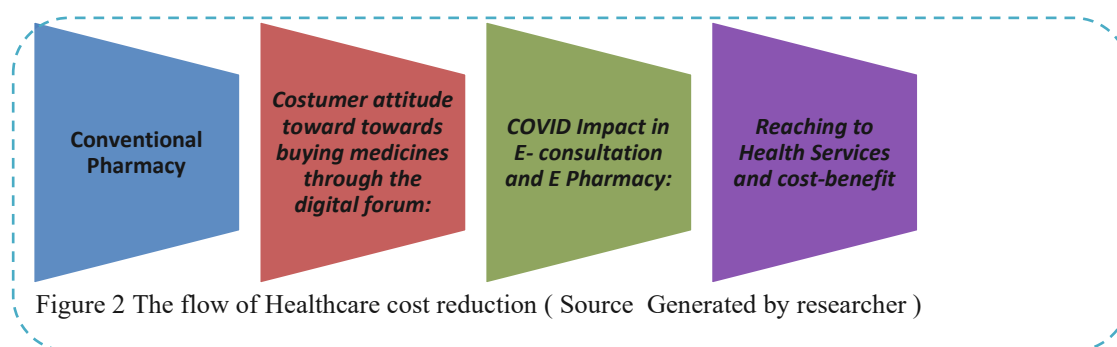 Conventional
Pharmacy
Costumer attitude
toward towards
buying medicines
through the
digital forum:
COVID Impact in
E- consultation
and E Pharmacy:
Reaching to
Health Services
and cost-benefit
Figure 2 The flow of Healthcare cost reduction ( Source  Generated by researcher )